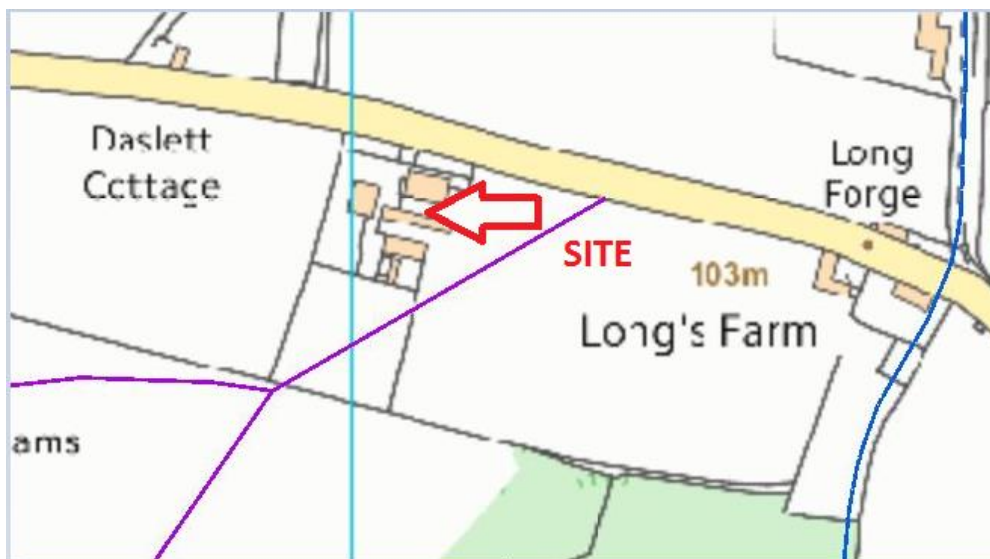 Daslett
Cottage
Long
Forge
SITE
103m
Long's Farm
ams